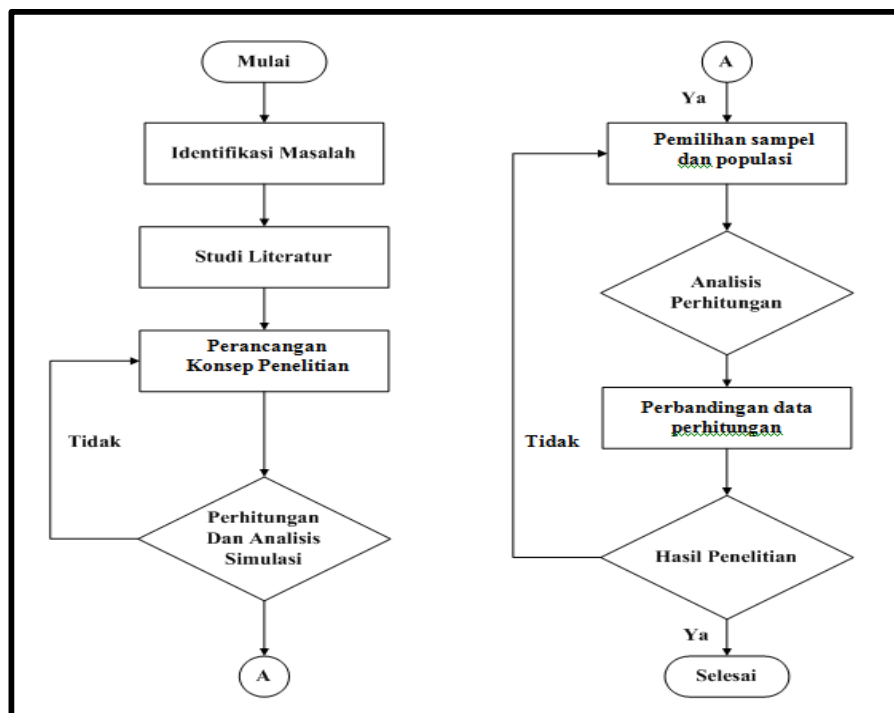 Mulai
Identifikasi Masalah
Studi Literatur
Perancangan
Konsep Penelitian
Tidak
Perhitungan
Dan Analisis
Simulasi
A
A
Ya
Pemilihan sampel
dan populasi
Analisis
Perhitungan
Perbandingan data
perhitungan
Tidak
Hasil Penelitian
Ya
Selesai